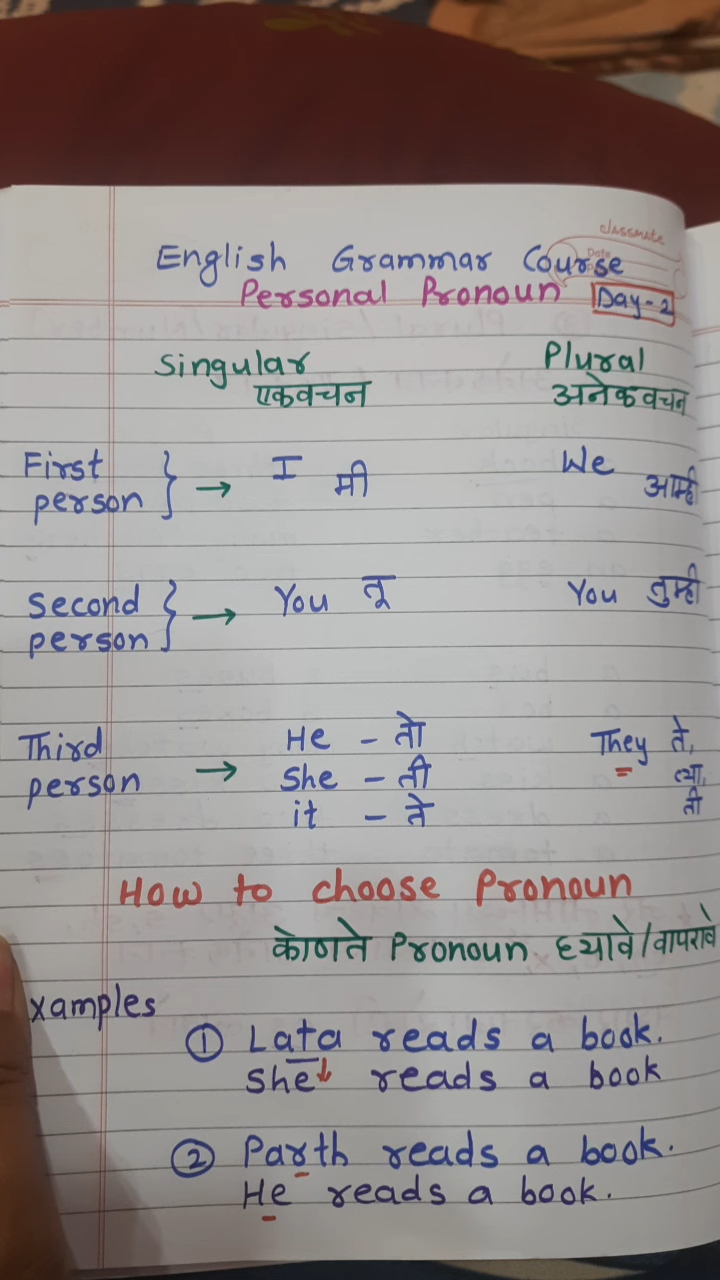 classmate
Date
English Grammar Course
Personal Pronoun Day-2
Singular Plural
एकवचन अनेकवचन
First person } → I मी We आम्ही
Second person } → You तू You तुम्ही
Third person → He - तो They ते,
She - ती त्या,
it - ते ती
How to choose Pronoun
कोणते Pronoun घ्यावे/वापरावे
xamples
① Lata reads a book.
She↓ reads a book
② Parth reads a book.
He reads a book.